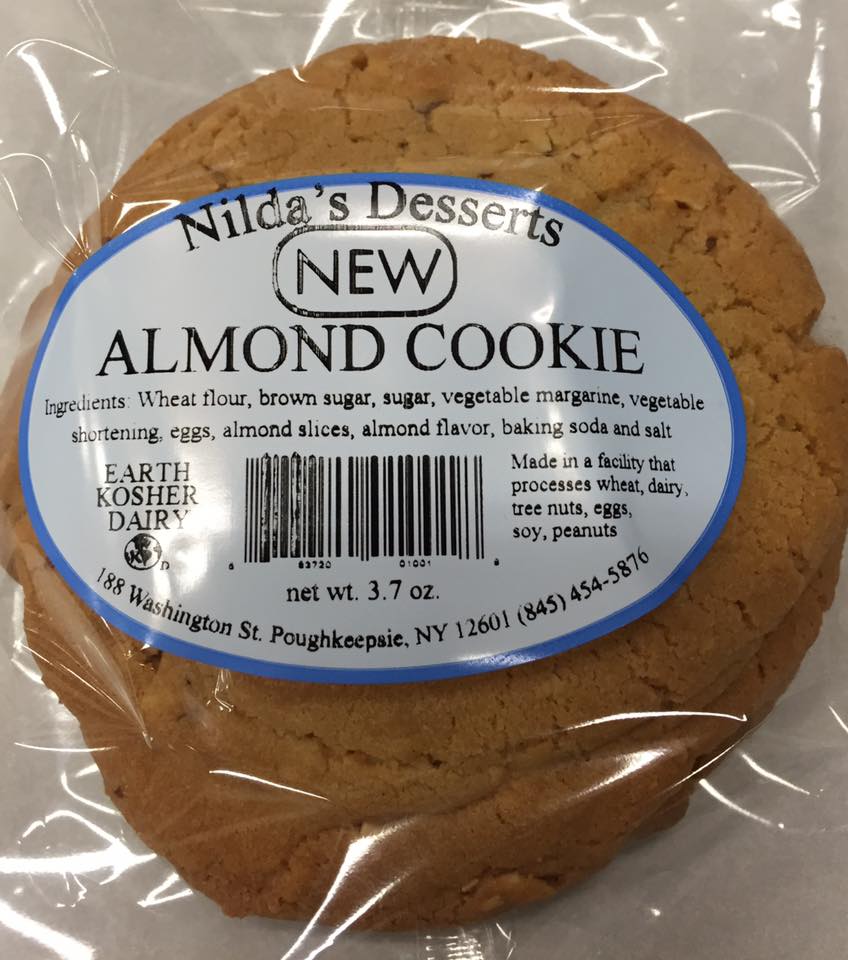 Nilda's Desserts
NEW
ALMOND COOKIE
Ingredients: Wheat flour, brown sugar, sugar, vegetable margarine, vegetable
shortening, eggs, almond slices, almond flavor, baking soda and salt
EARTH
KOSHER
DAIRY
K D
Made in a facility that
processes wheat, dairy,
tree nuts, eggs,
soy, peanuts
63720 01001
net wt. 3.7 oz.
188 Washington St. Poughkeepsie, NY 12601 (845) 454-5876